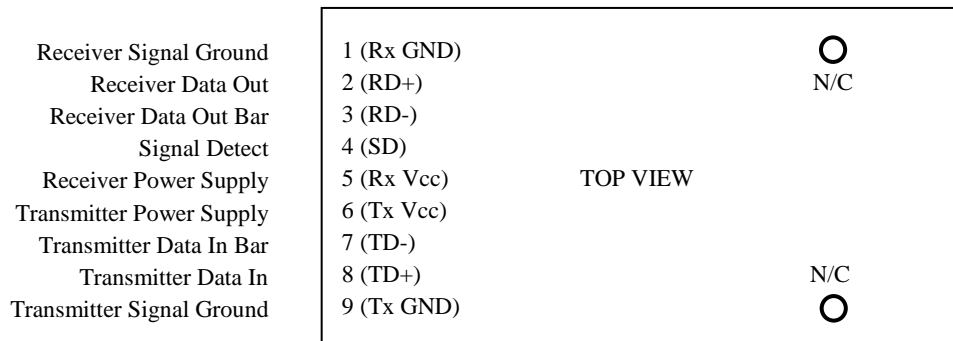 Receiver Signal Ground 1 (Rx GND)
Receiver Data Out 2 (RD+) N/C
Receiver Data Out Bar 3 (RD-)
Signal Detect 4 (SD)
Receiver Power Supply 5 (Rx Vcc) TOP VIEW
Transmitter Power Supply 6 (Tx Vcc)
Transmitter Data In Bar 7 (TD-)
Transmitter Data In 8 (TD+) N/C
Transmitter Signal Ground 9 (Tx GND)